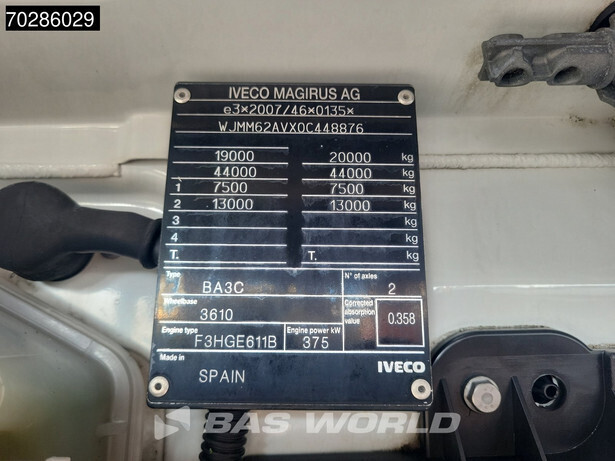 70286029
IVECO MAGIRUS AG
e3×2007/46×0135×
WJMM62AVX0C448876
19000 20000 kg
44000 44000 kg
1 7500 7500 kg
2 13000 13000 kg
3 kg
4 kg
T. T. kg
Type BA3C N° of axles 2
Wheelbase 3610 Corrected absorption value 0.358
Engine type F3HGE611B Engine power kW 375
Made in SPAIN IVECO
BAS WORLD